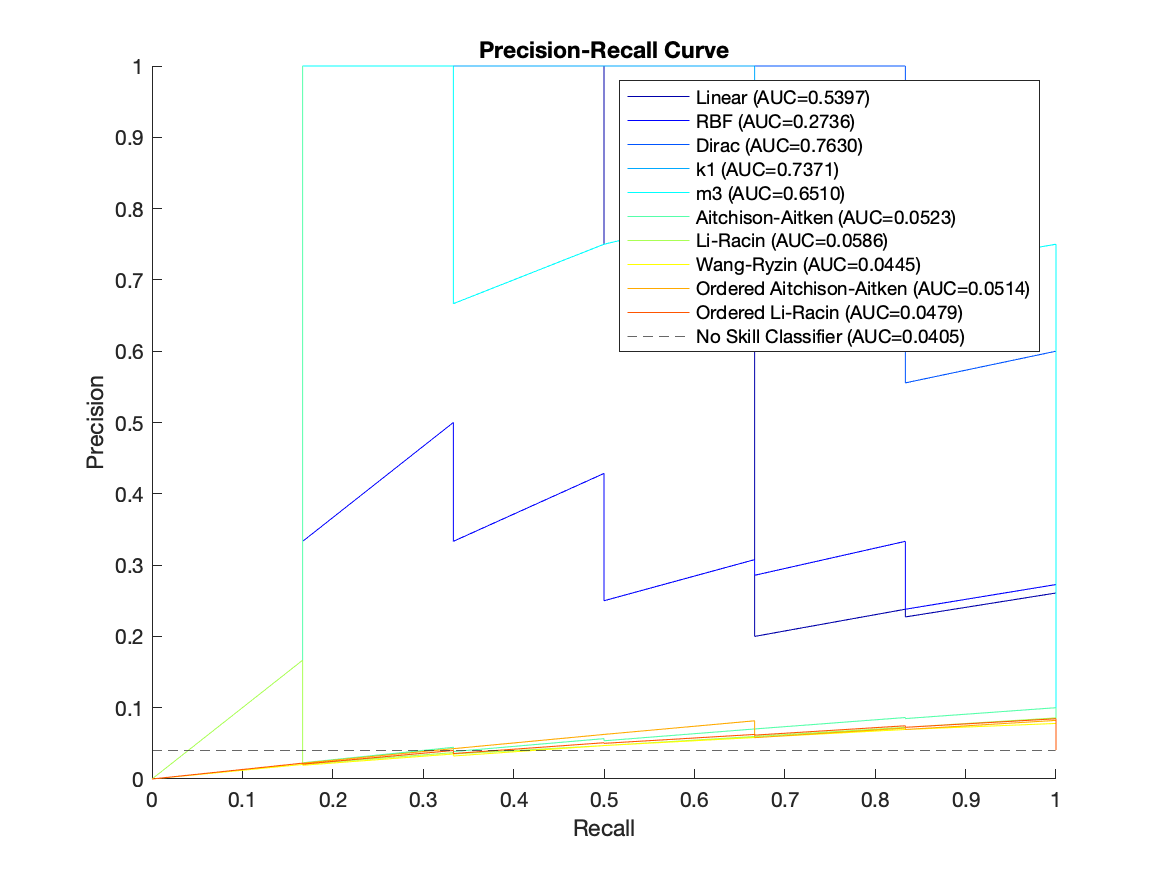 Precision-Recall Curve
1
0.9
0.8
0.7
0.6
0.5
0.4
0.3
0.2
0.1
0
Precision
Linear (AUC=0.5397)
RBF (AUC=0.2736)
Dirac (AUC=0.7630)
k1 (AUC=0.7371)
m3 (AUC=0.6510)
Aitchison-Aitken (AUC=0.0523)
Li-Racin (AUC=0.0586)
Wang-Ryzin (AUC=0.0445)
Ordered Aitchison-Aitken (AUC=0.0514)
Ordered Li-Racin (AUC=0.0479)
No Skill Classifier (AUC=0.0405)
0 0.1 0.2 0.3 0.4 0.5 0.6 0.7 0.8 0.9 1
Recall